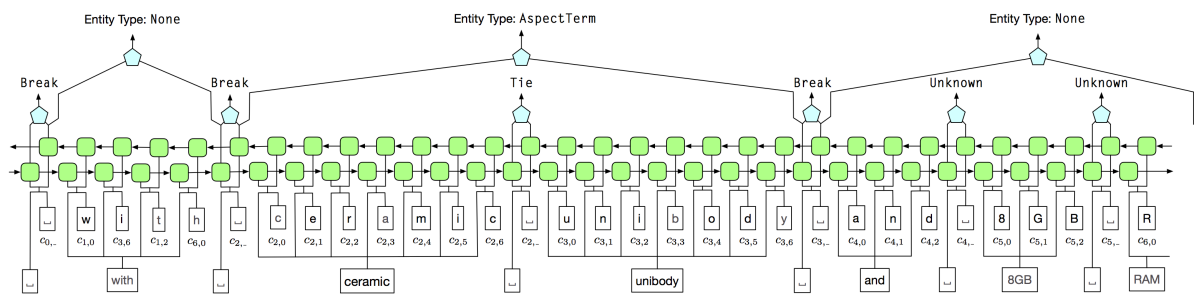 Entity Type: None Entity Type: AspectTerm Entity Type: None
Break Break Tie Break Unknown Unknown
␣ w i t h ␣ c e r a m i c ␣ u n i b o d y ␣ a n d ␣ 8 G B ␣ R
c0,_ c1,0 c3,6 c1,2 c6,0 c2,_ c2,0 c2,1 c2,2 c2,3 c2,4 c2,5 c2,6 c2,_ c3,0 c3,1 c3,2 c3,3 c3,4 c3,5 c3,6 c3,_ c4,0 c4,1 c4,2 c4,_ c5,0 c5,1 c5,2 c5,_ c6,0
␣ with ␣ ceramic ␣ unibody ␣ and ␣ 8GB ␣ RAM